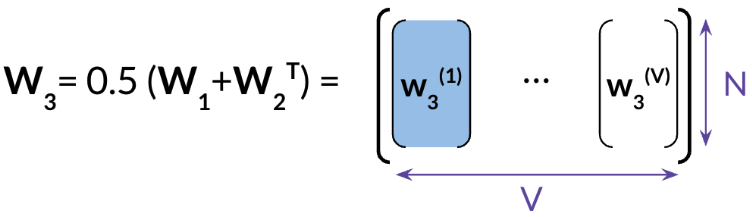 W₃ = 0.5 (W₁+W₂ᵀ) = [w₃⁽¹⁾ ... w₃⁽ⱽ⁾] N
V